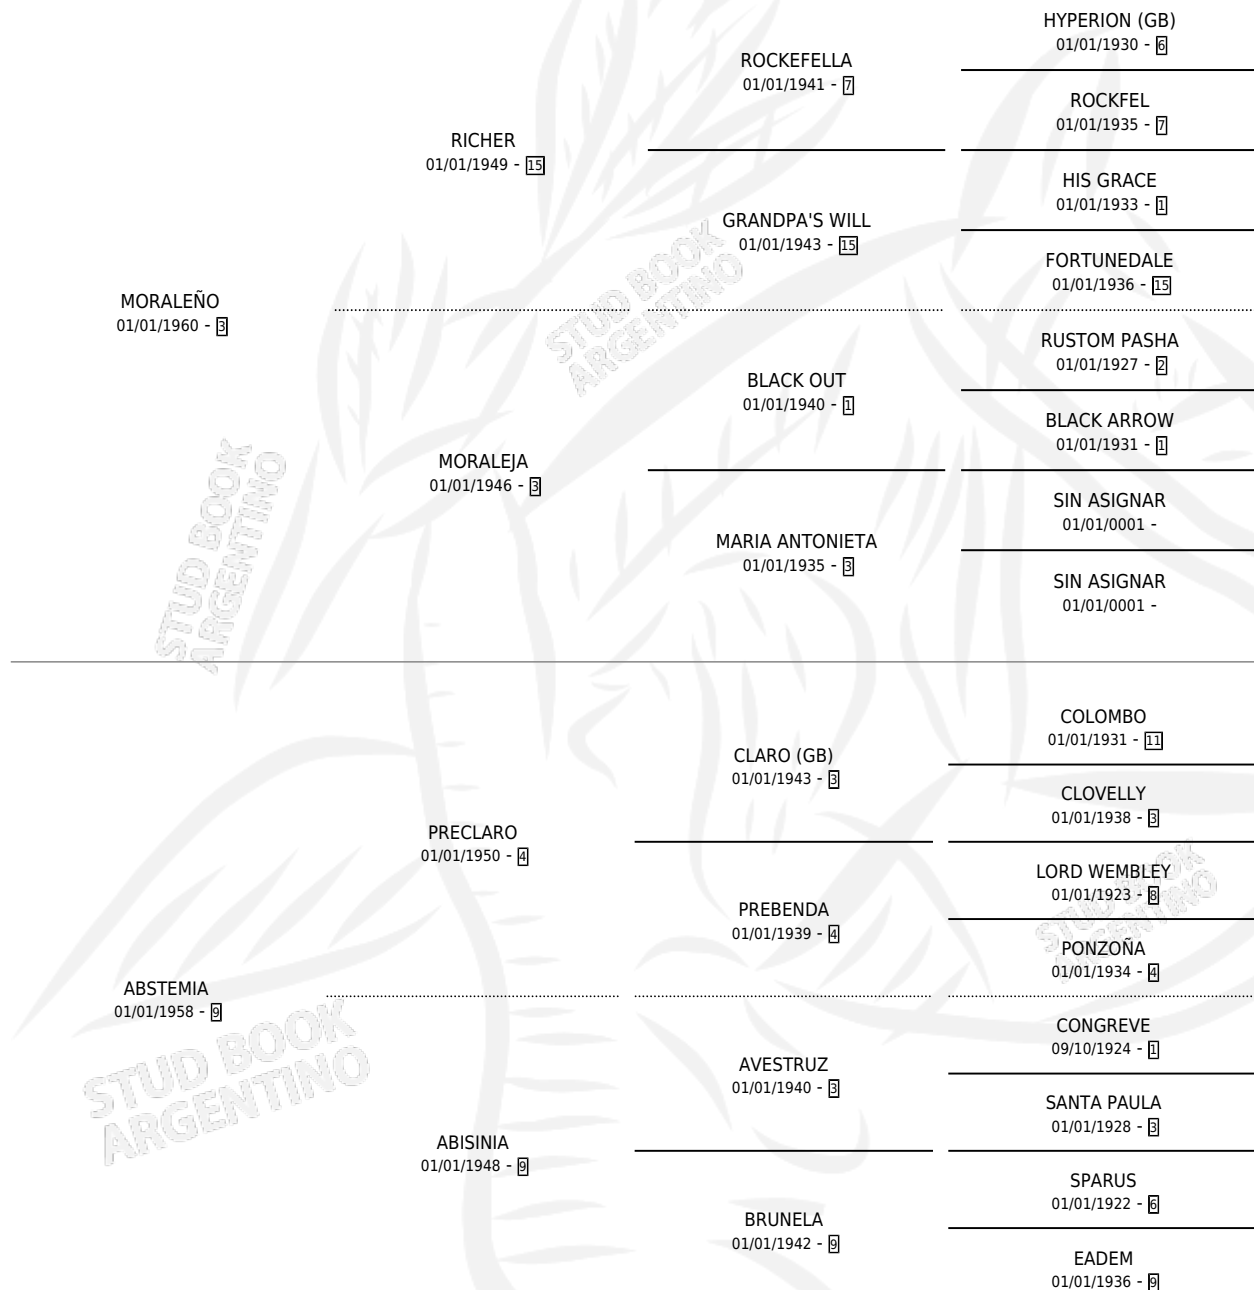 HYPERION (GB)
01/01/1930 - 6
ROCKEFELLA
01/01/1941 - 7
ROCKFEL
01/01/1935 - 7
RICHER
01/01/1949 - 15
HIS GRACE
01/01/1933 - 1
GRANDPA'S WILL
01/01/1943 - 15
FORTUNEDALE
01/01/1936 - 15
MORALEÑO
01/01/1960 - 3
STUD BOOK
ARGENTINO
RUSTOM PASHA
01/01/1927 - 2
BLACK OUT
01/01/1940 - 1
BLACK ARROW
01/01/1931 - 1
MORALEJA
01/01/1946 - 3
SIN ASIGNAR
01/01/0001 -
MARIA ANTONIETA
01/01/1935 - 3
SIN ASIGNAR
01/01/0001 -
STUD BOOK
ARGENTINO
COLOMBO
01/01/1931 - 11
CLARO (GB)
01/01/1943 - 3
CLOVELLY
01/01/1938 - 3
PRECLARO
01/01/1950 - 4
LORD WEMBLEY
01/01/1923 - 8
PREBENDA
01/01/1939 - 4
STUD BOOK
ARGENTINO
PONZOÑA
01/01/1934 - 4
ABSTEMIA
01/01/1958 - 9
STUD BOOK
ARGENTINO
CONGREVE
09/10/1924 - 1
AVESTRUZ
01/01/1940 - 3
SANTA PAULA
01/01/1928 - 3
ABISINIA
01/01/1948 - 9
SPARUS
01/01/1922 - 6
BRUNELA
01/01/1942 - 9
EADEM
01/01/1936 - 9